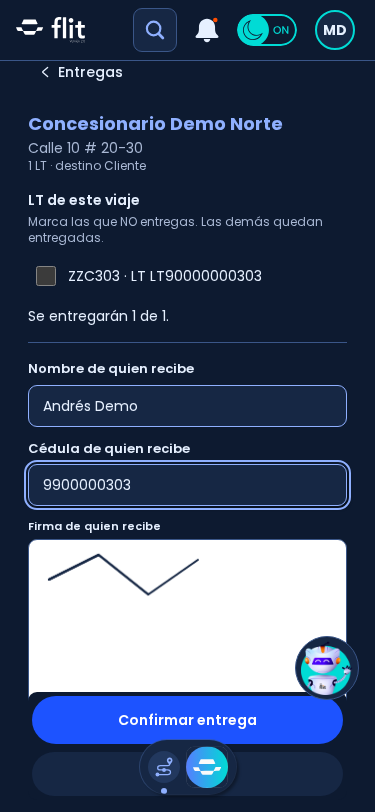 flit
ON
MD
Entregas
Concesionario Demo Norte
Calle 10 # 20-30
1 LT · destino Cliente
LT de este viaje
Marca las que NO entregas. Las demás quedan
entregadas.
ZZC303 · LT LT90000000303
Se entregarán 1 de 1.
Nombre de quien recibe
Andrés Demo
Cédula de quien recibe
9900000303
Firma de quien recibe
Confirmar entrega